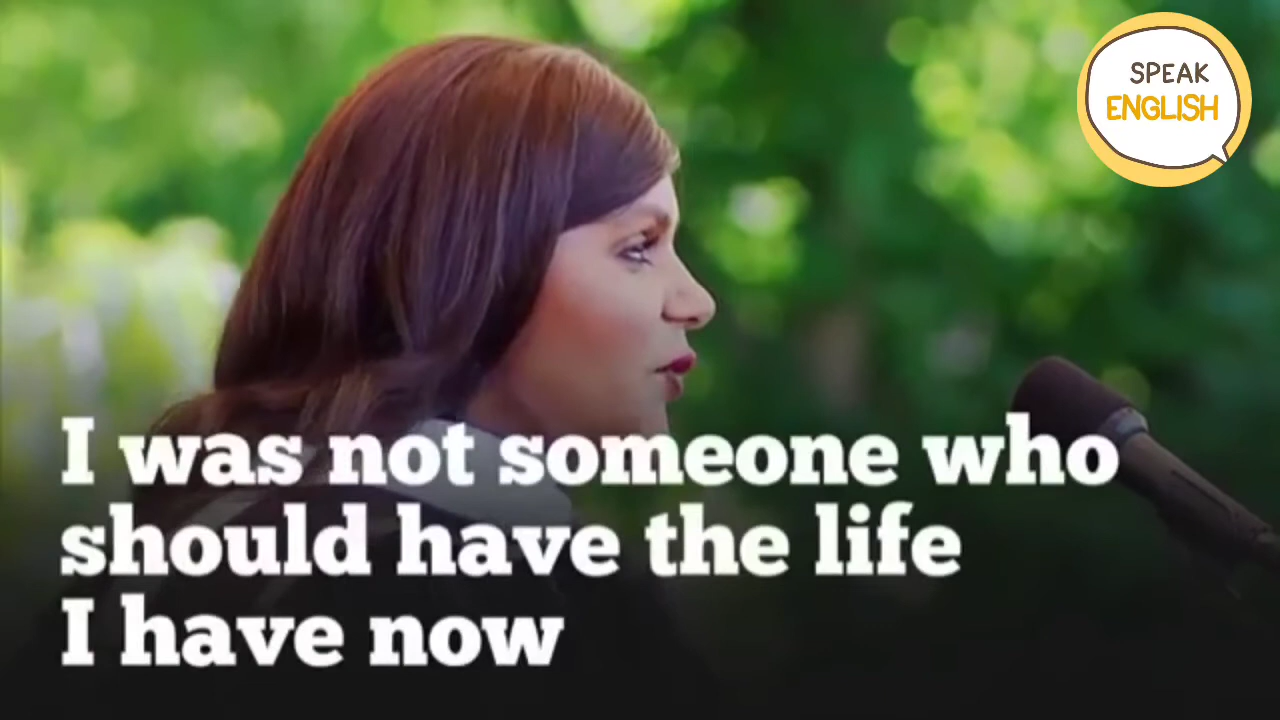 SPEAK
ENGLISH
I was not someone who
should have the life
I have now